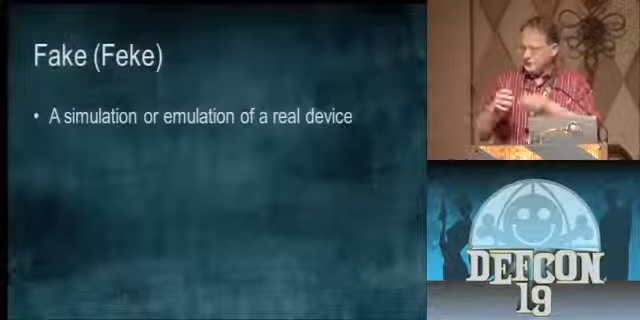 Fake (Feke)
• A simulation or emulation of a real device
DEFCON
19